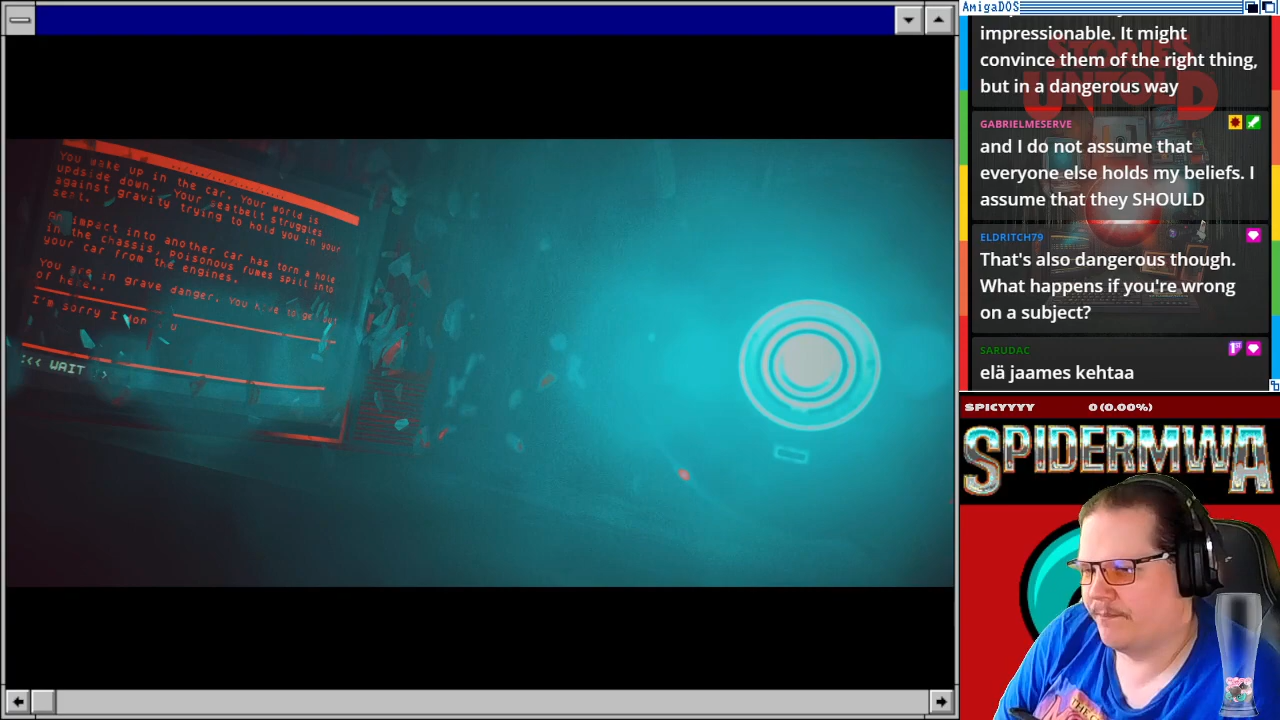 You wake up in the car. Your world is
updside down. Your seatbelt struggles
against gravity trying to hold you in your
seat.
An impact into another car has torn a hole
in the chassis, poisonous fumes spill into
your car from the engines.
You are in grave danger. You have to get out
of here..
I'm sorry I
:<< WAIT
AmigaDOS
impressionable. It might
convince them of the right thing,
but in a dangerous way
GABRIELMESERVE
and I do not assume that
everyone else holds my beliefs. I
assume that they SHOULD
ELDRITCH79
That's also dangerous though.
What happens if you're wrong
on a subject?
SARUDAC
1st
elä jaames kehtaa
STORIES
UNTOLD
SPICYYYY 0 (0.00%)
SPIDERMWA